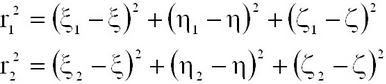 r₁² = (ξ₁ − ξ)² + (η₁ − η)² + (ζ₁ − ζ)²
r₂² = (ξ₂ − ξ)² + (η₂ − η)² + (ζ₂ − ζ)²